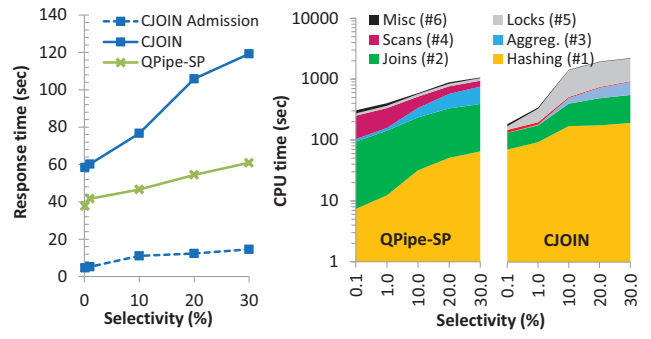 CJOIN Admission
CJOIN
QPipe-SP
Response time (sec)
140
120
100
80
60
40
20
0
0 10 20 30
Selectivity (%)
Misc (#6) Locks (#5)
Scans (#4) Aggreg. (#3)
Joins (#2) Hashing (#1)
CPU time (sec)
10000
1000
100
10
1
QPipe-SP CJOIN
0.1 1.0 10.0 20.0 30.0 0.1 1.0 10.0 20.0 30.0
Selectivity (%)